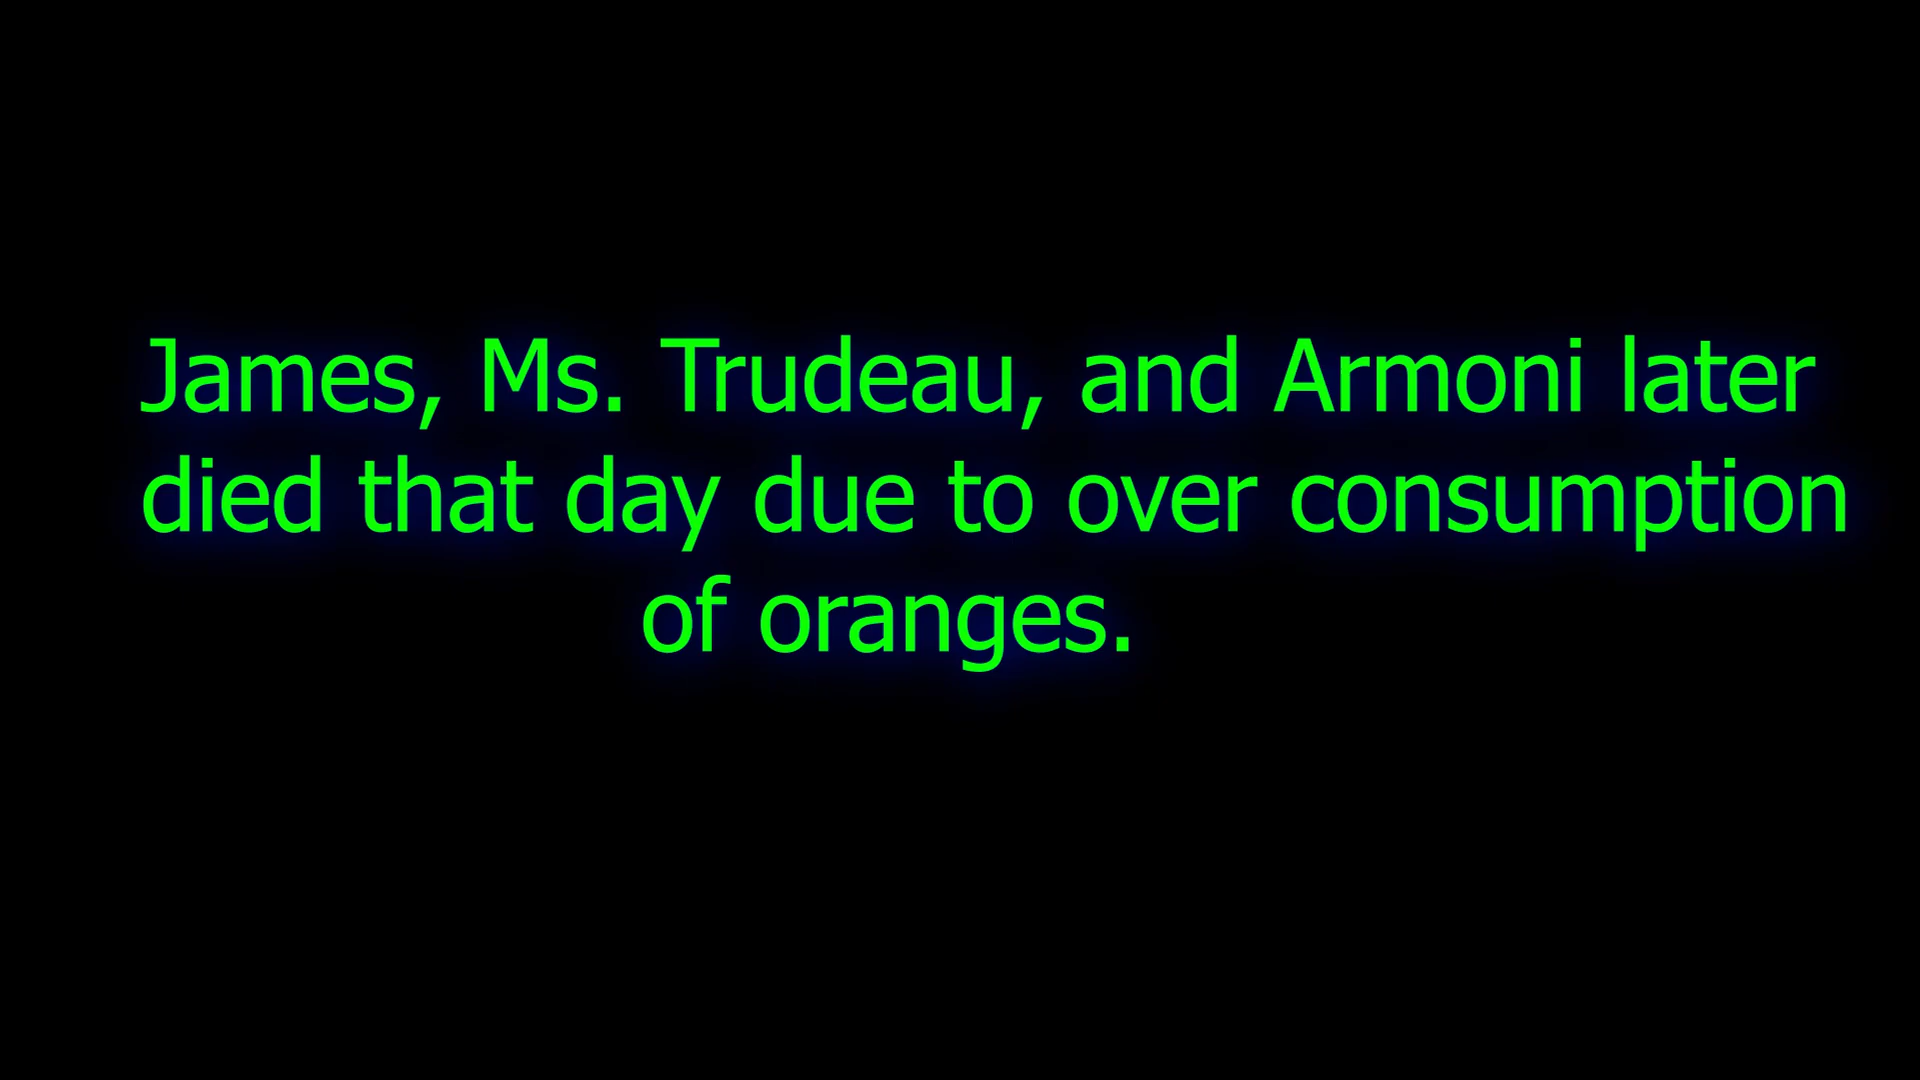 James, Ms. Trudeau, and Armoni later
died that day due to over consumption
of oranges.